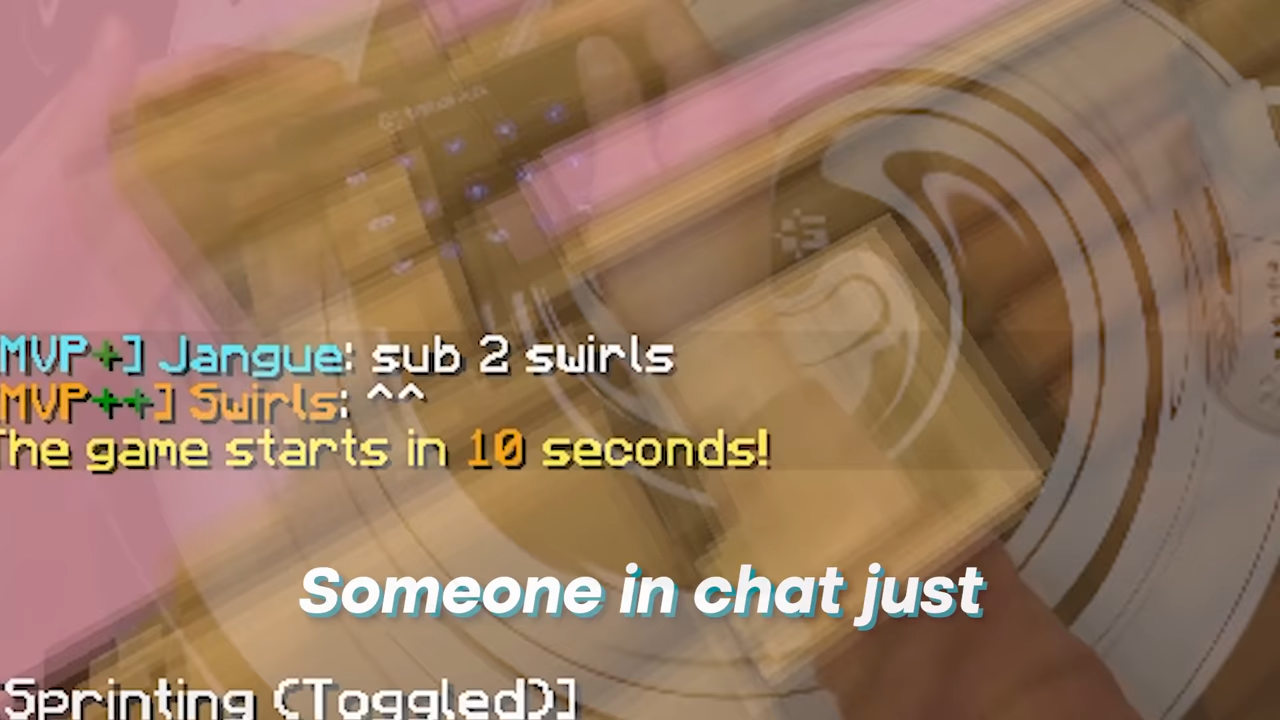 MVP+] Jangue: sub 2 swirls
MVP++] Swirls: ^^
The game starts in 10 seconds!
Someone in chat just
Sprinting (Toggled)]